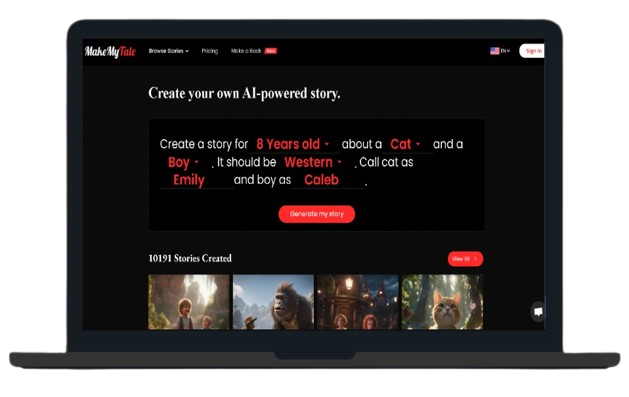 MakeMyTale Browse Stories Pricing Make a Book New EN Sign In
Create your own AI-powered story.
Create a story for 8 Years old about a Cat and a
Boy . It should be Western . Call cat as
Emily and boy as Caleb .
Generate my story
10191 Stories Created View All